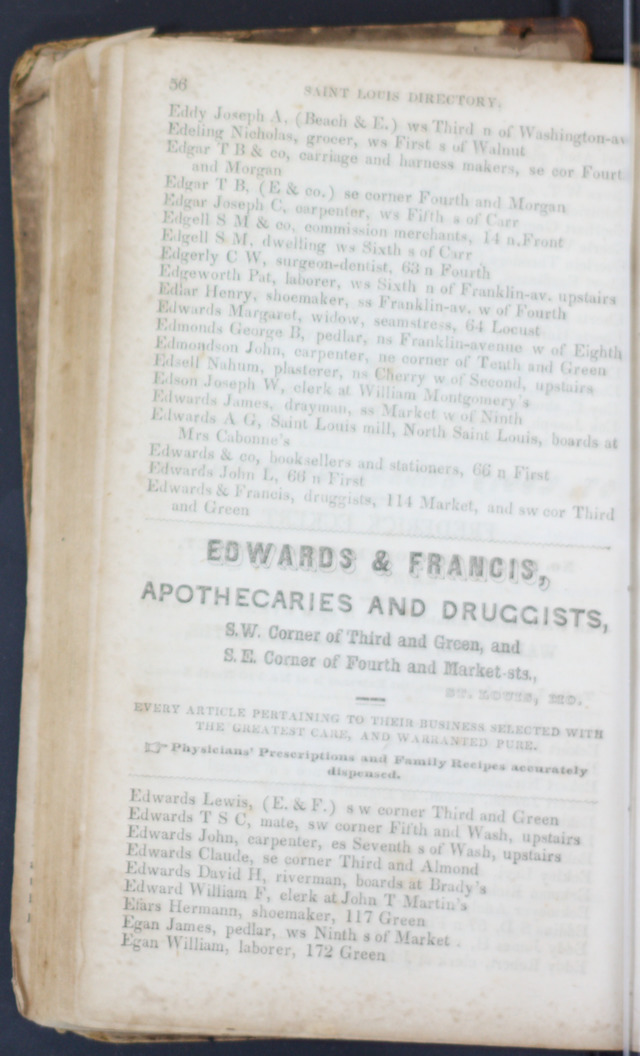 56
SAINT LOUIS DIRECTORY.
Eddy Joseph A, (Beach & E.) ws Third n of Washington-av
Edeling Nicholas, grocer, ws First s of Walnut
Edgar T B & co, carriage and harness makers, se cor Fourt
and Morgan
Edgar T B, (E & co.) se corner Fourth and Morgan
Edgar Joseph C, carpenter, ws Fifth s of Carr
Edgell S M & co, commission merchants, 14 n.Front
Edgell S M, dwelling ws Sixth s of Carr
Edgerly C W, surgeon-dentist, 63 n Fourth
Edgeworth Pat, laborer, ws Sixth n of Franklin-av. upstairs
Edlar Henry, shoemaker, ss Franklin-av. w of Fourth
Edwards Margaret, widow, seamstress, 64 Locust
Edmonds George B, pedlar, ns Franklin-avenue w of Eighth
Edmondson John, carpenter, ne corner of Tenth and Green
Edsell Nahum, plasterer, ns Cherry w of Second, upstairs
Edson Joseph W, clerk at William Montgomery's
Edwards James, drayman, ss Market w of Ninth
Edwards A G, Saint Louis mill, North Saint Louis, boards at
Mrs Cabonne's
Edwards & co, booksellers and stationers, 66 n First
Edwards John L, 66 n First
Edwards & Francis, druggists, 114 Market, and sw cor Third
and Green
EDWARDS & FRANCIS,
APOTHECARIES AND DRUGGISTS,
S.W. Corner of Third and Green, and
S. E. Corner of Fourth and Market-sts.,
ST. LOUIS, MO.
EVERY ARTICLE PERTAINING TO THEIR BUSINESS SELECTED WITH
THE GREATEST CARE, AND WARRANTED PURE.
☞ Physicians' Prescriptions and Family Recipes accurately
dispensed.
Edwards Lewis, (E. & F.) s w corner Third and Green
Edwards T S C, mate, sw corner Fifth and Wash, upstairs
Edwards John, carpenter, es Seventh s of Wash, upstairs
Edwards Claude, se corner Third and Almond
Edwards David H, riverman, boards at Brady's
Edward William F, clerk at John T Martin's
Efars Hermann, shoemaker, 117 Green
Egan James, pedlar, ws Ninth s of Market .
Egan William, laborer, 172 Green